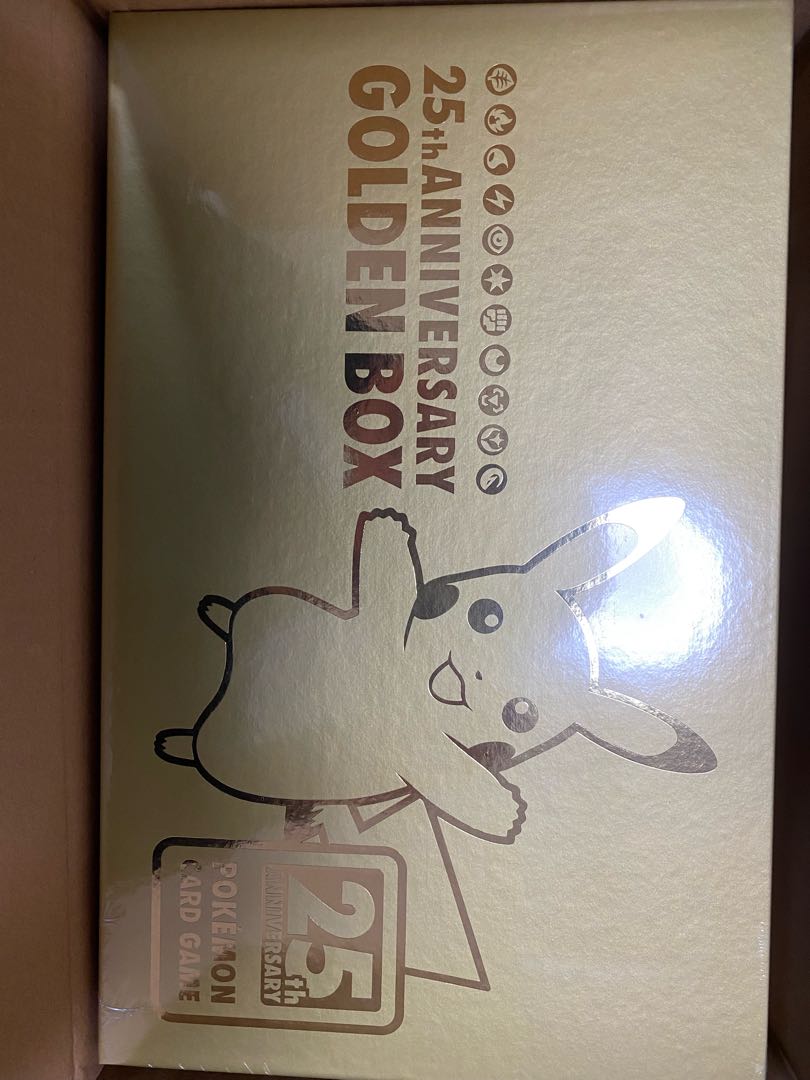 25th ANNIVERSARY
GOLDEN BOX
25th
ANNIVERSARY
POKÉMON
CARD GAME